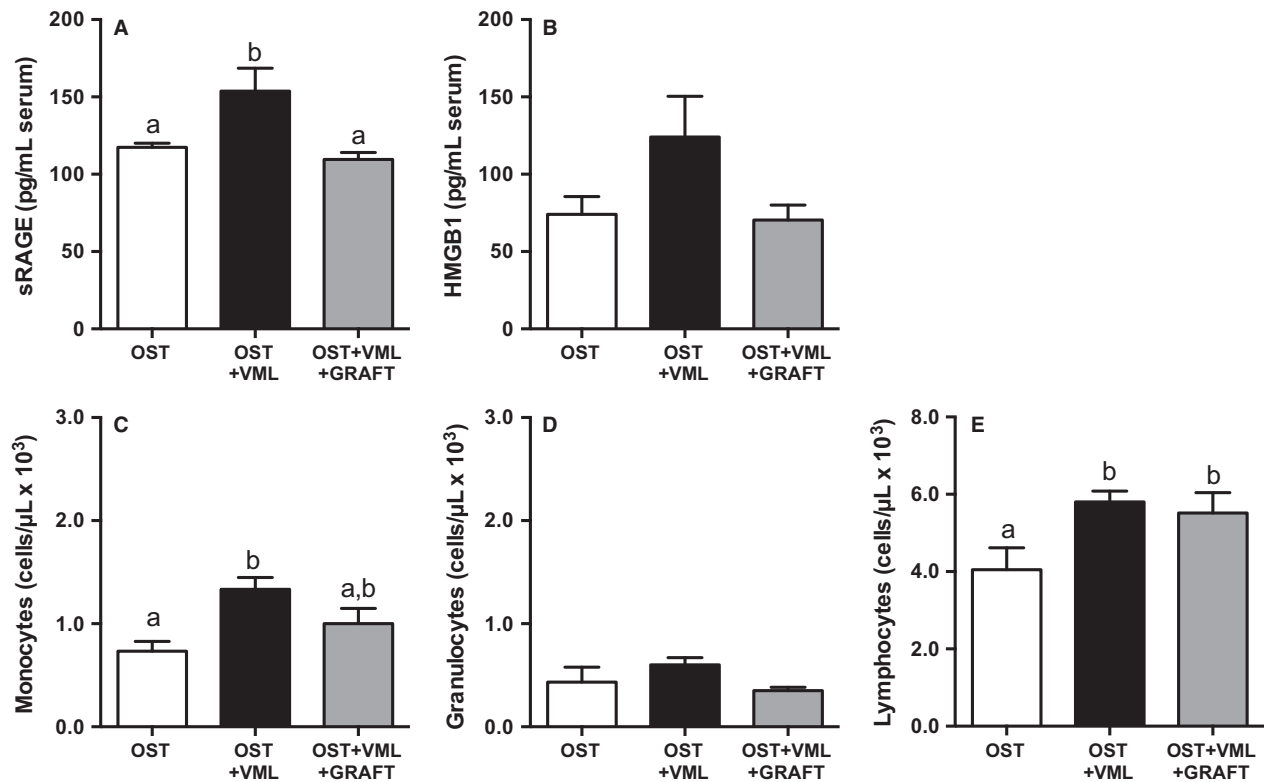 A
sRAGE (pg/mL serum)
200
150
100
50
0
a
b
a
OST
OST
+VML
OST+VML
+GRAFT
B
HMGB1 (pg/mL serum)
200
150
100
50
0
OST
OST
+VML
OST+VML
+GRAFT
C
Monocytes (cells/µL x 10³)
3.0
2.0
1.0
0.0
a
b
a,b
OST
OST
+VML
OST+VML
+GRAFT
D
Granulocytes (cells/µL x 10³)
3.0
2.0
1.0
0.0
OST
OST
+VML
OST+VML
+GRAFT
E
Lymphocytes (cells/µL x 10³)
8.0
6.0
4.0
2.0
0.0
a
b
b
OST
OST
+VML
OST+VML
+GRAFT